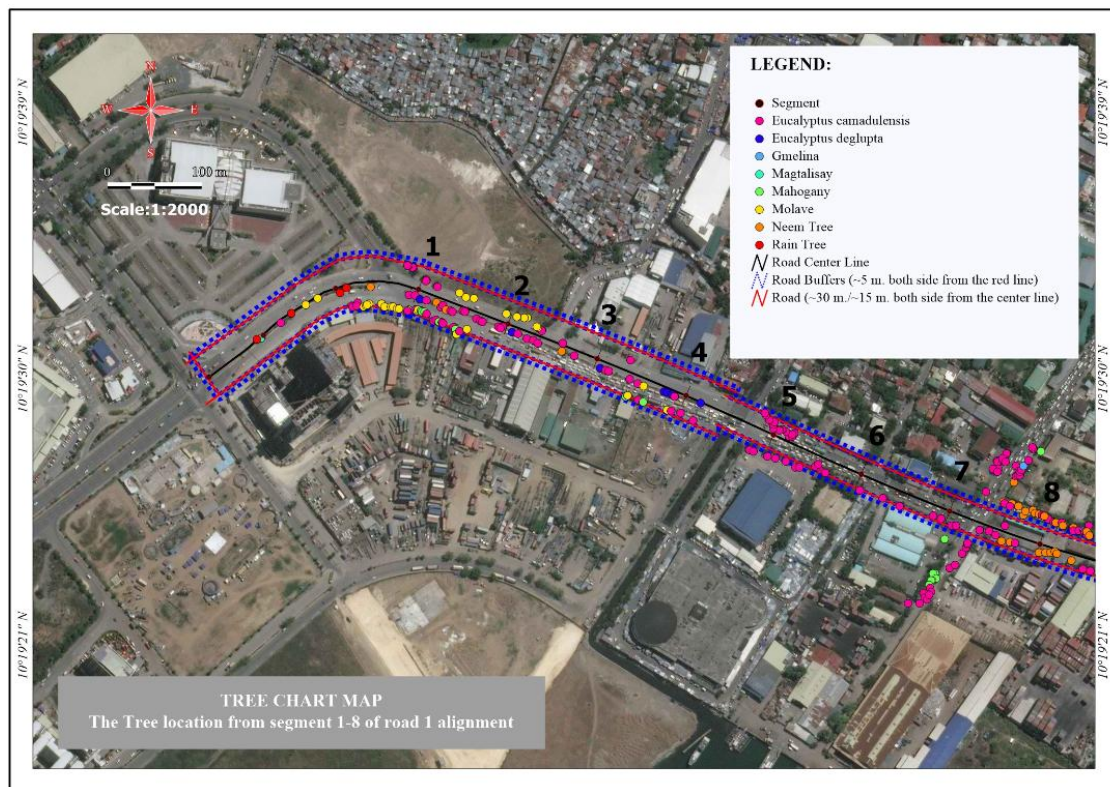 N
W
E
S
0
100 m
Scale:1:2000
10°19'39" N
10°19'39" N
10°19'30" N
10°19'30" N
10°19'21" N
10°19'21" N
LEGEND:
Segment
Eucalyptus camadulensis
Eucalyptus deglupta
Gmelina
Magtalisay
Mahogany
Molave
Neem Tree
Rain Tree
Road Center Line
Road Buffers (~5 m. both side from the red line)
Road (~30 m./~15 m. both side from the center line)
1
2
3
4
5
6
7
8
TREE CHART MAP
The Tree location from segment 1-8 of road 1 alignment